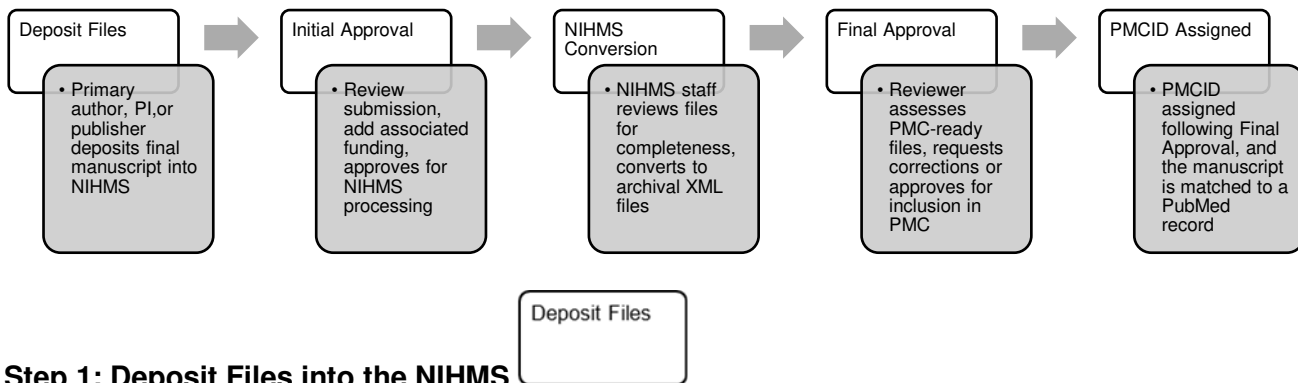 Deposit Files
• Primary
author, PI,or
publisher
deposits final
manuscript into
NIHMS
Initial Approval
• Review
submission,
add associated
funding,
approves for
NIHMS
processing
NIHMS
Conversion
• NIHMS staff
reviews files
for
completeness,
converts to
archival XML
files
Final Approval
• Reviewer
assesses
PMC-ready
files, requests
corrections or
approves for
inclusion in
PMC
PMCID Assigned
• PMCID
assigned
following Final
Approval, and
the manuscript
is matched to a
PubMed
record
Deposit Files
Step 1: Deposit Files into the NIHMS